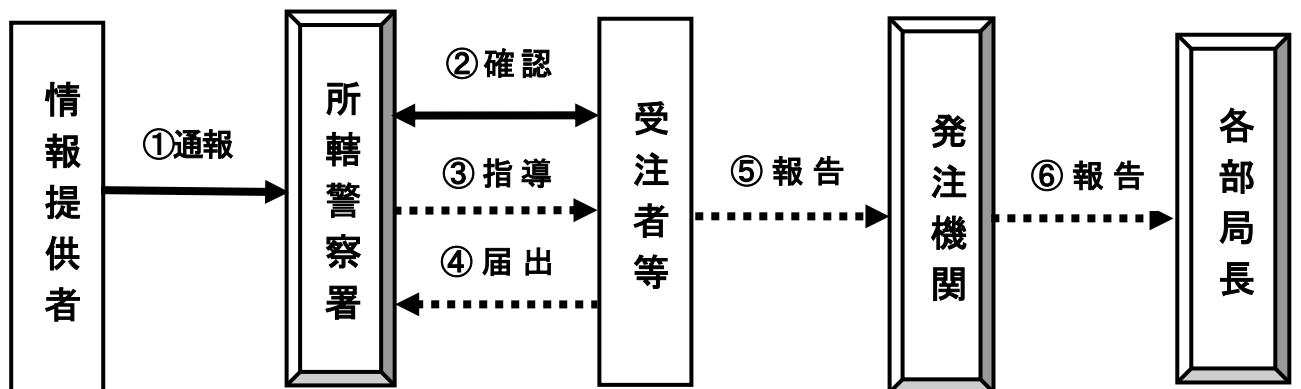 情報提供者
①通報
所轄警察署
②確認
③指導
④届出
受注者等
⑤報告
発注機関
⑥報告
各部局長